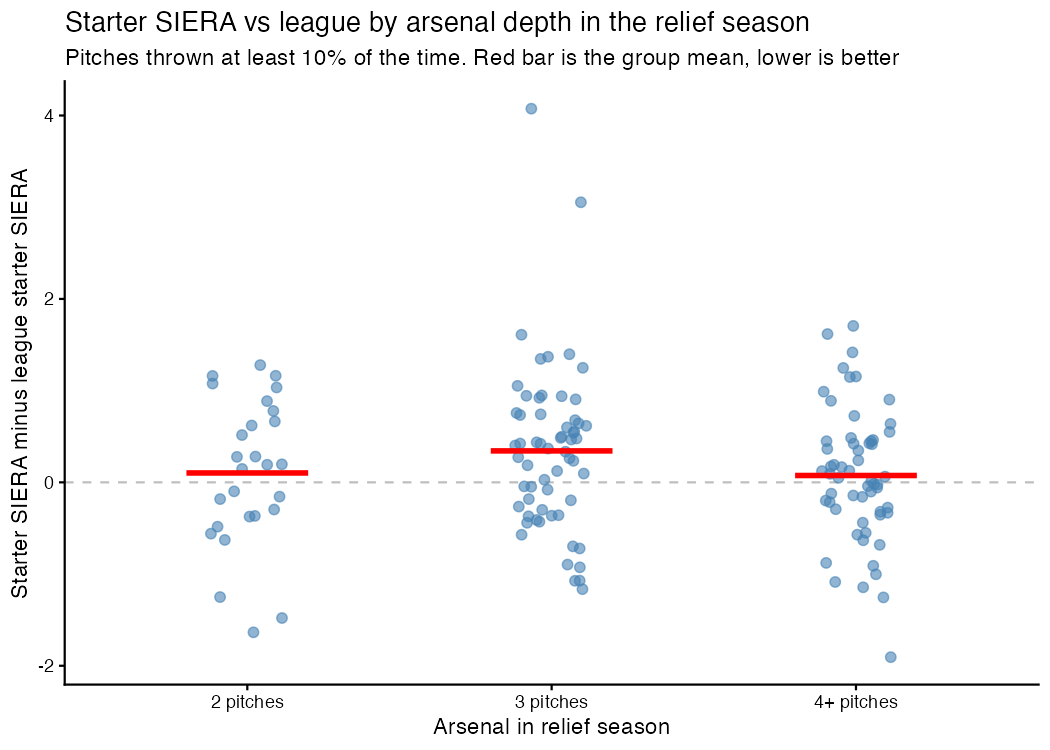 Starter SIERA vs league by arsenal depth in the relief season
Pitches thrown at least 10% of the time. Red bar is the group mean, lower is better
Starter SIERA minus league starter SIERA
4
2
0
-2
2 pitches
3 pitches
4+ pitches
Arsenal in relief season